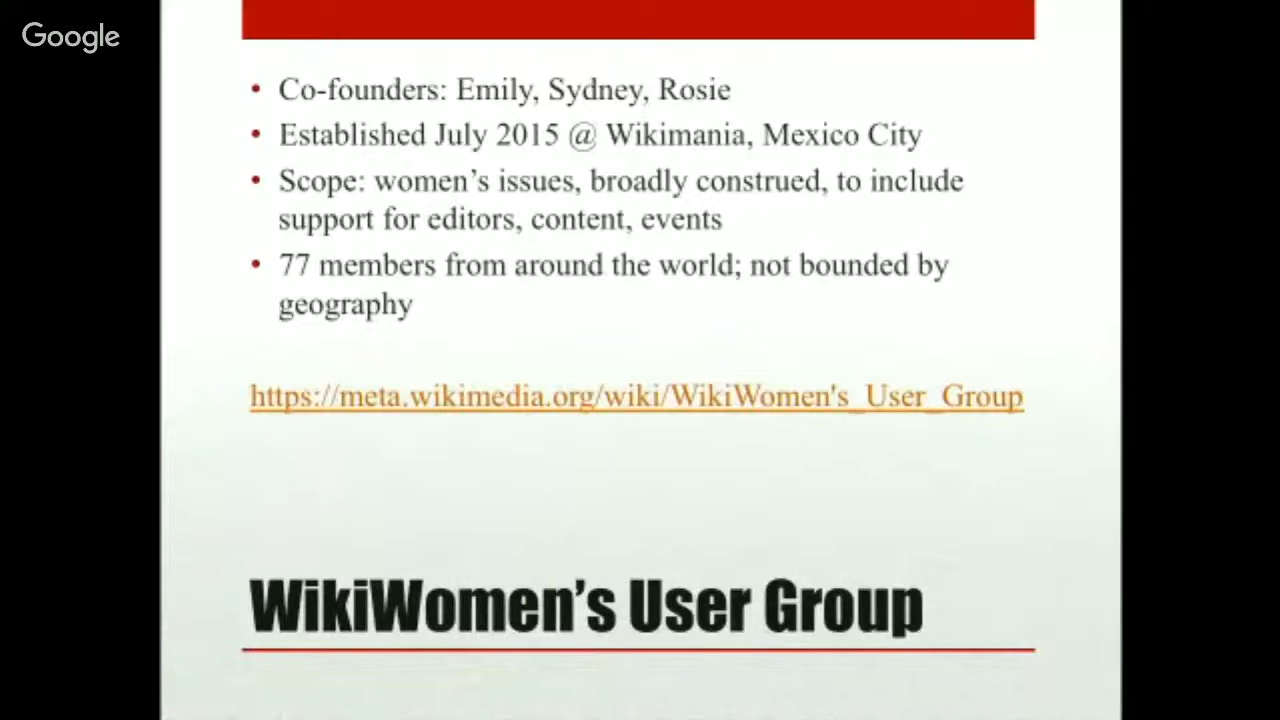 Google
• Co-founders: Emily, Sydney, Rosie
• Established July 2015 @ Wikimania, Mexico City
• Scope: women’s issues, broadly construed, to include
support for editors, content, events
• 77 members from around the world; not bounded by
geography
https://meta.wikimedia.org/wiki/WikiWomen's_User_Group
WikiWomen’s User Group